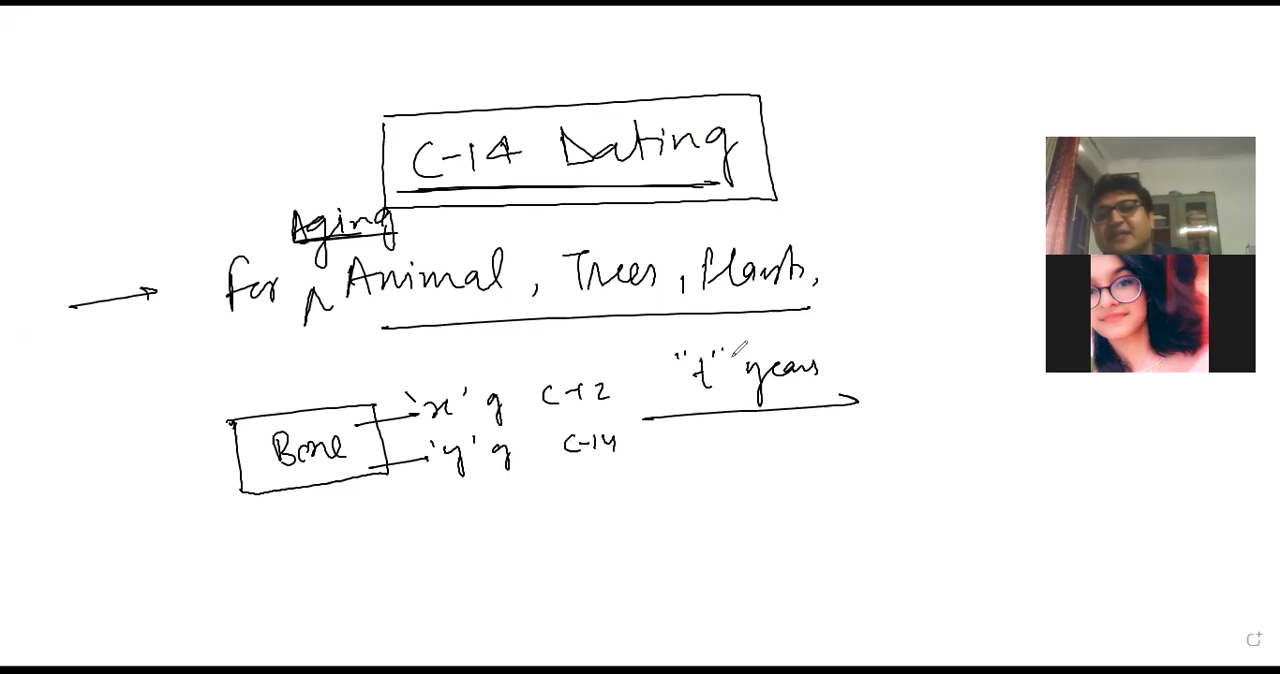 C-14 Dating
Aging
For Animal, Trees, Plants,
"t" years
'x' g C-12
Bone
'y' g C-14